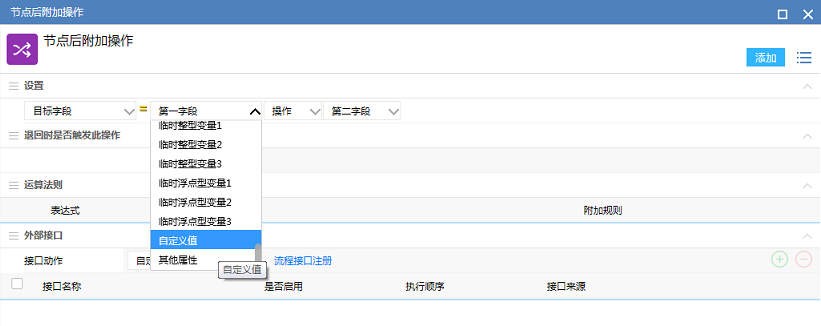 节点后附加操作
节点后附加操作
添加
设置
目标字段 = 第一字段 操作 第二字段
临时整型变量1
退回时是否触发此操作
临时整型变量2
临时整型变量3
临时浮点型变量1
运算法则
临时浮点型变量2
表达式 附加规则
临时浮点型变量3
外部接口
自定义值
接口动作 自定 其他属性 流程接口注册
自定义值
接口名称 是否启用 执行顺序 接口来源